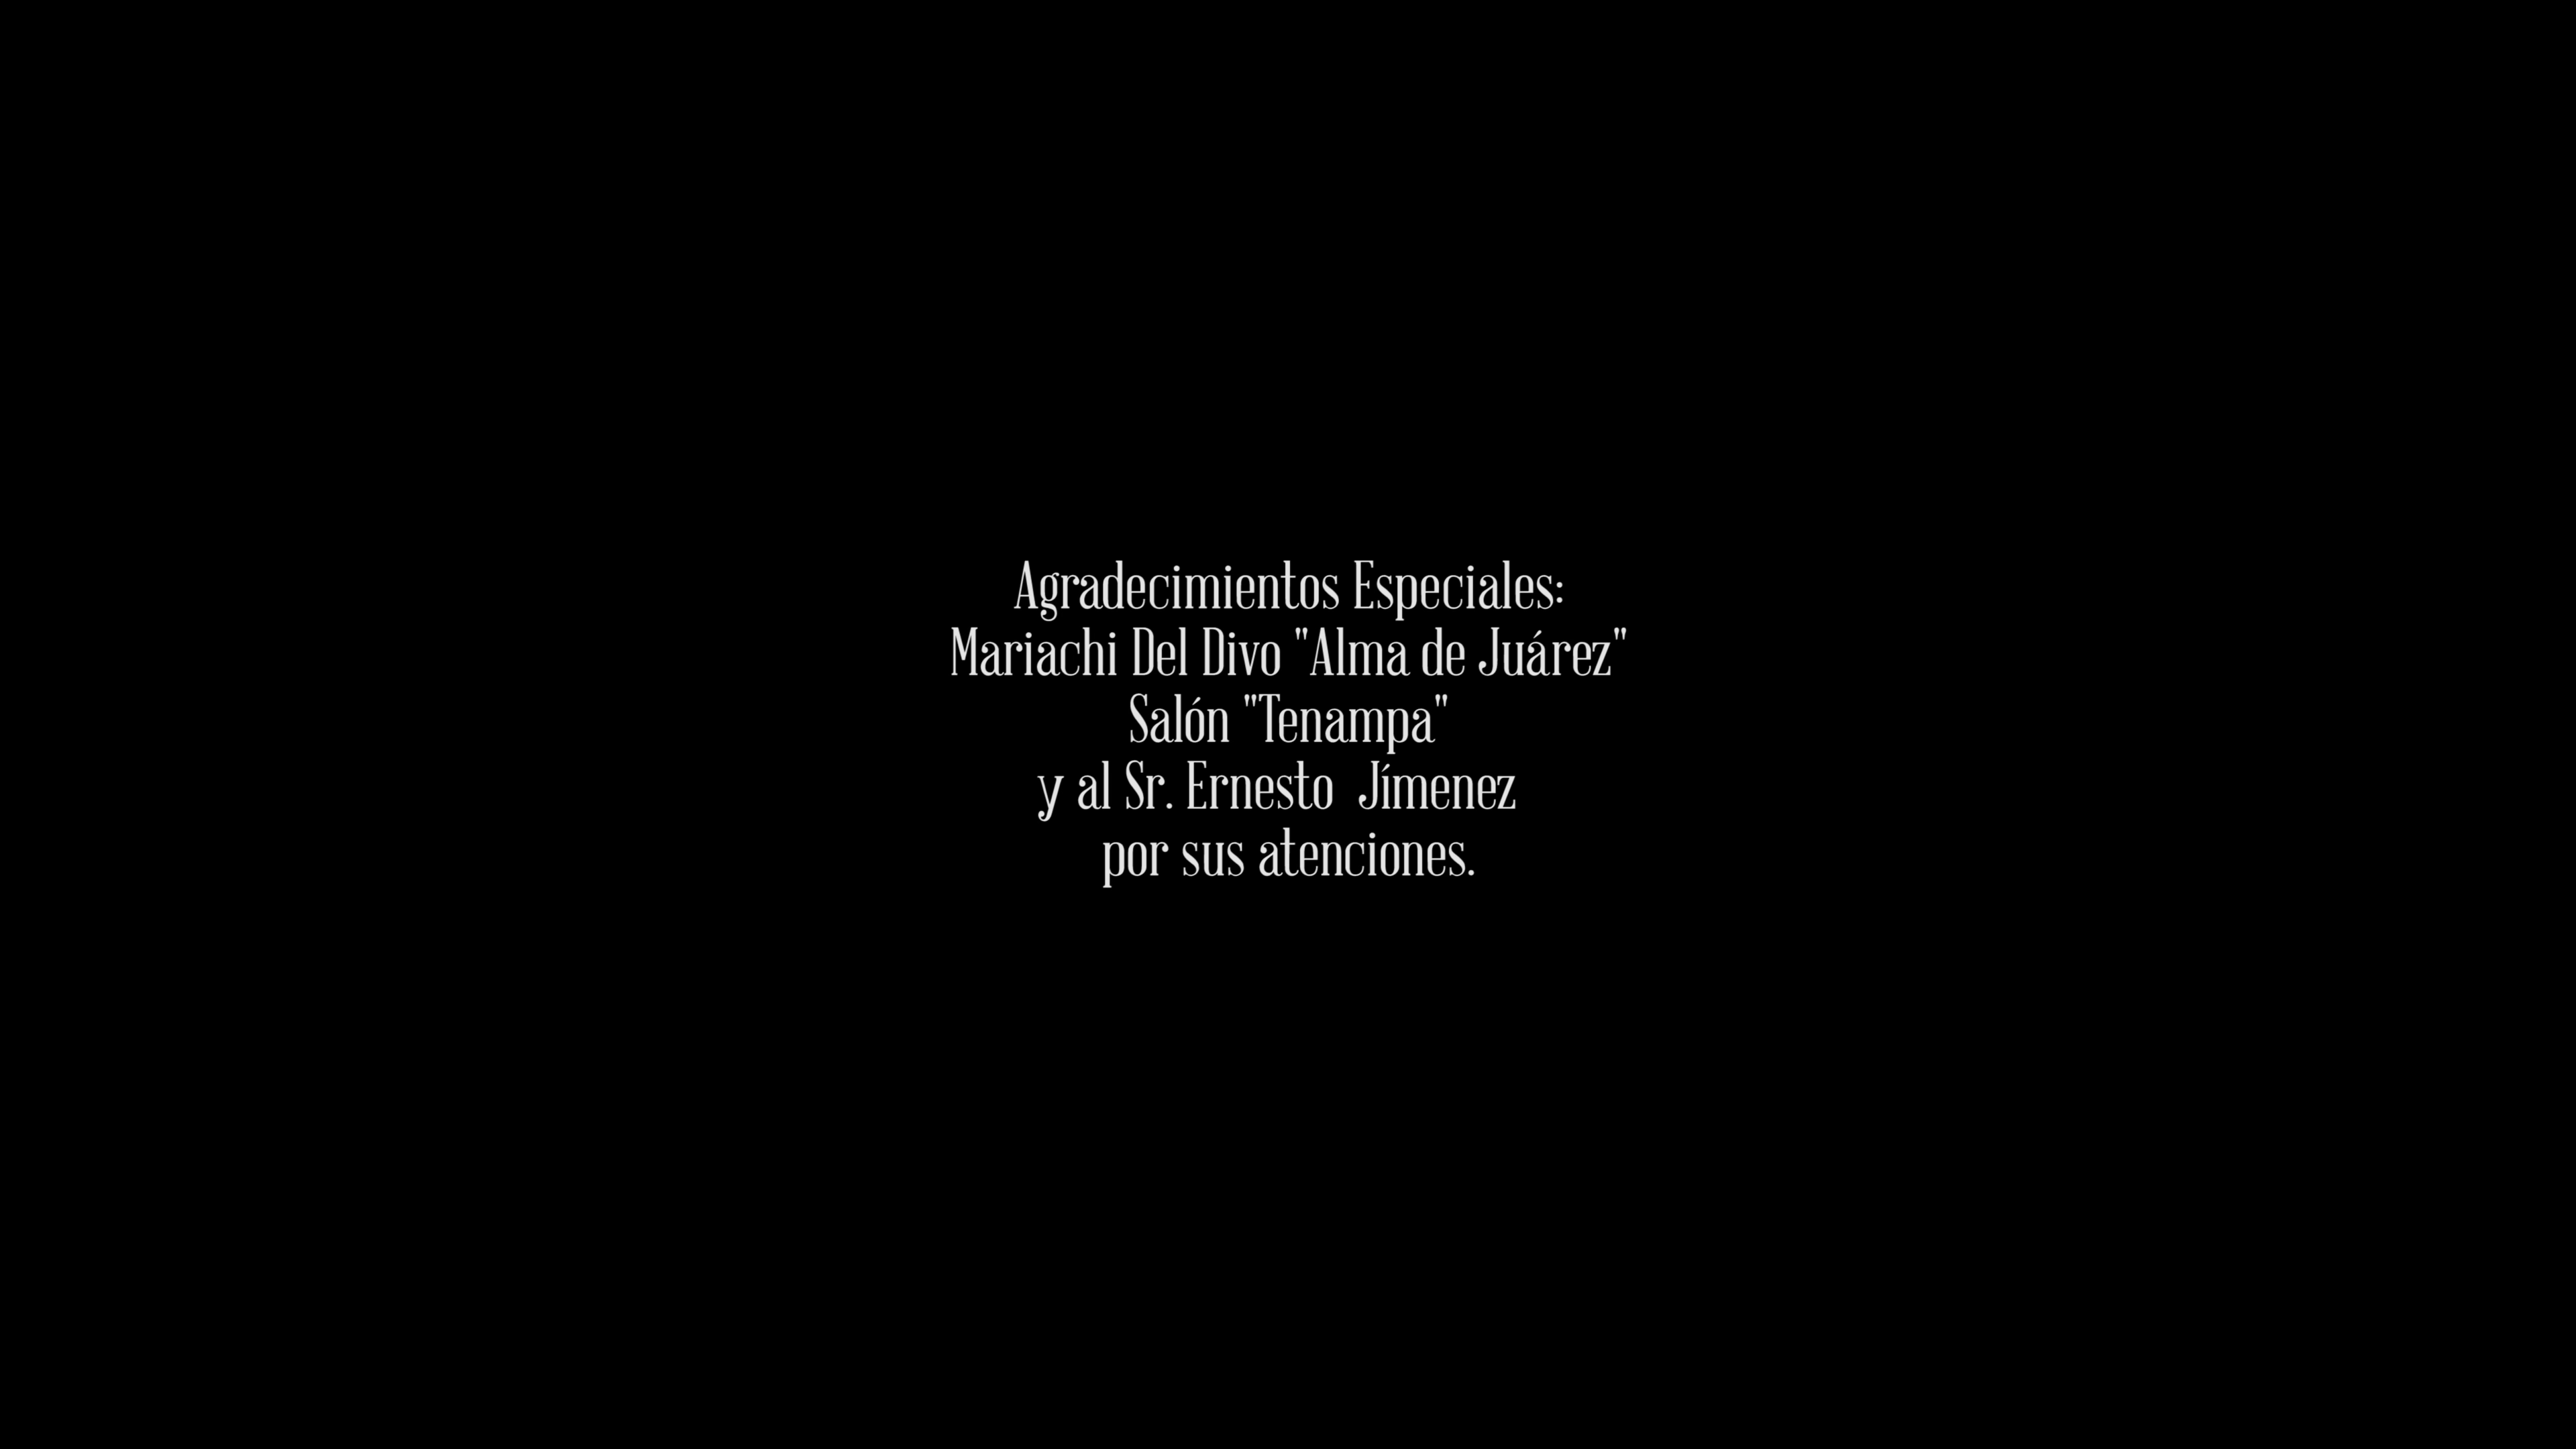 Agradecimientos Especiales:
Mariachi Del Divo "Alma de Juárez"
Salón "Tenampa"
y al Sr. Ernesto  Jímenez
por sus atenciones.